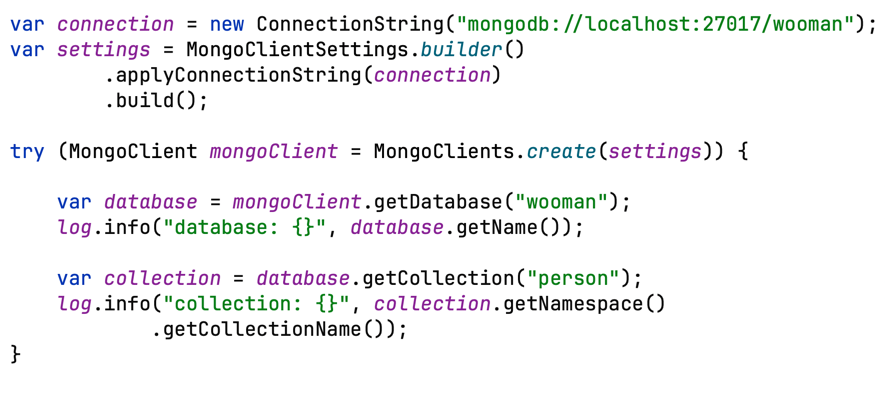 var connection = new ConnectionString("mongodb://localhost:27017/wooman");
var settings = MongoClientSettings.builder()
        .applyConnectionString(connection)
        .build();

try (MongoClient mongoClient = MongoClients.create(settings)) {

    var database = mongoClient.getDatabase("wooman");
    log.info("database: {}", database.getName());

    var collection = database.getCollection("person");
    log.info("collection: {}", collection.getNamespace()
            .getCollectionName());
}